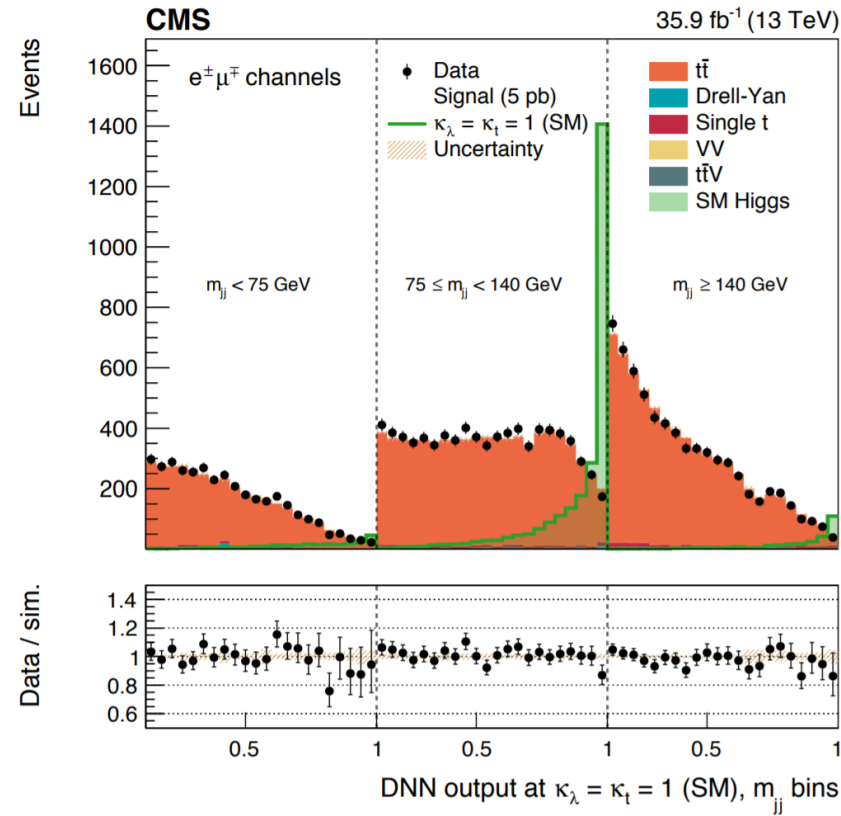 CMS
35.9 fb⁻¹ (13 TeV)
Events
1600
1400
1200
1000
800
600
400
200
e±μ∓ channels
Data
Signal (5 pb)
κλ = κt = 1 (SM)
Uncertainty
tt̄
Drell-Yan
Single t
VV
tt̄V
SM Higgs
mjj < 75 GeV
75 ≤ mjj < 140 GeV
mjj ≥ 140 GeV
Data / sim.
1.4
1.2
1
0.8
0.6
0.5 1 0.5 1 0.5 1
DNN output at κλ = κt = 1 (SM), mjj bins